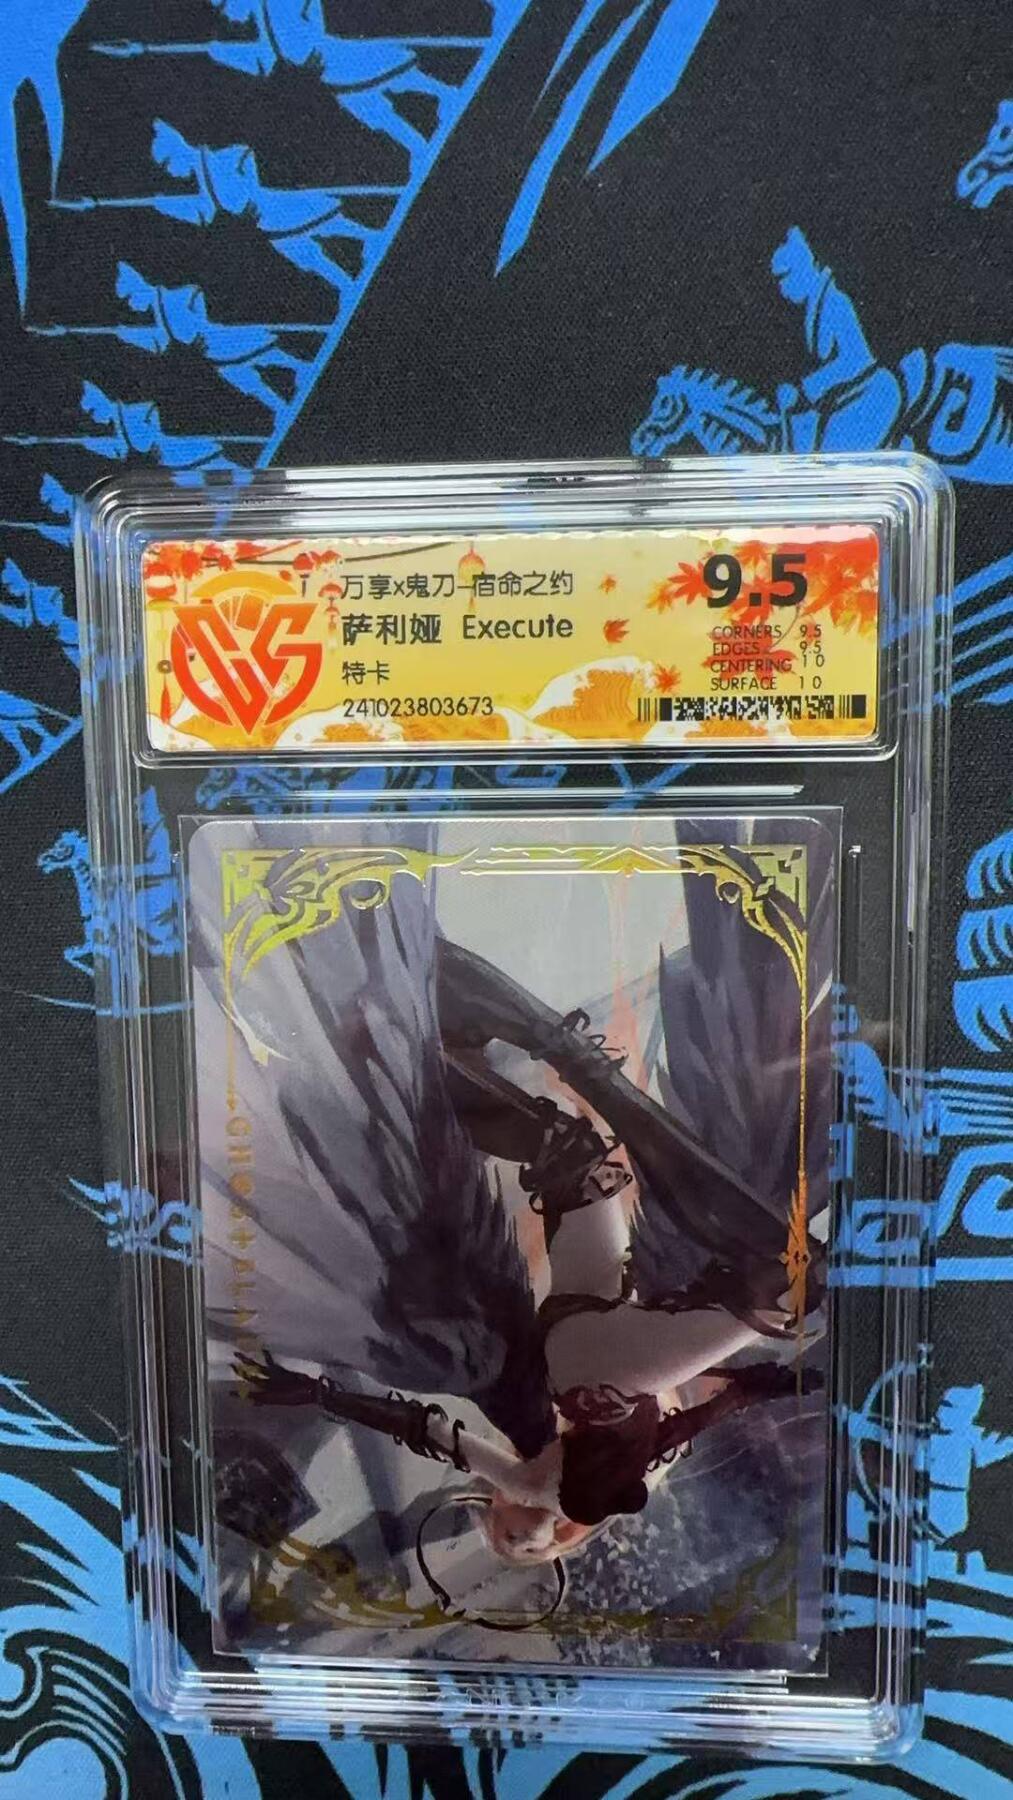 万享x鬼刀-宿命之约
萨利娅 Execute
特卡
241023803673
9.5
CORNERS 9.5
EDGES 9.5
CENTERING 10
SURFACE 10